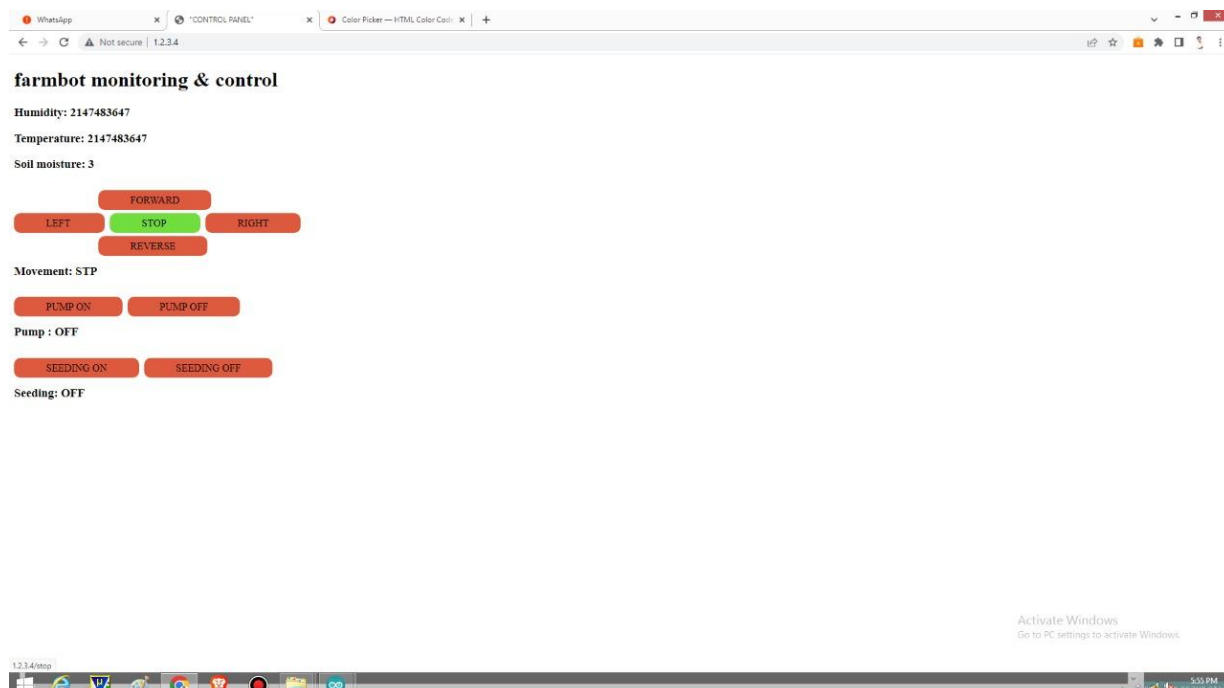 WhatsApp
"CONTROL PANEL"
Color Picker — HTML Color Code
Not secure | 1.2.3.4
farmbot monitoring & control
Humidity: 2147483647
Temperature: 2147483647
Soil moisture: 3
FORWARD
LEFT STOP RIGHT
REVERSE
Movement: STP
PUMP ON PUMP OFF
Pump : OFF
SEEDING ON SEEDING OFF
Seeding: OFF
Activate Windows
Go to PC settings to activate Windows.
1.2.3.4/stop
5:55 PM